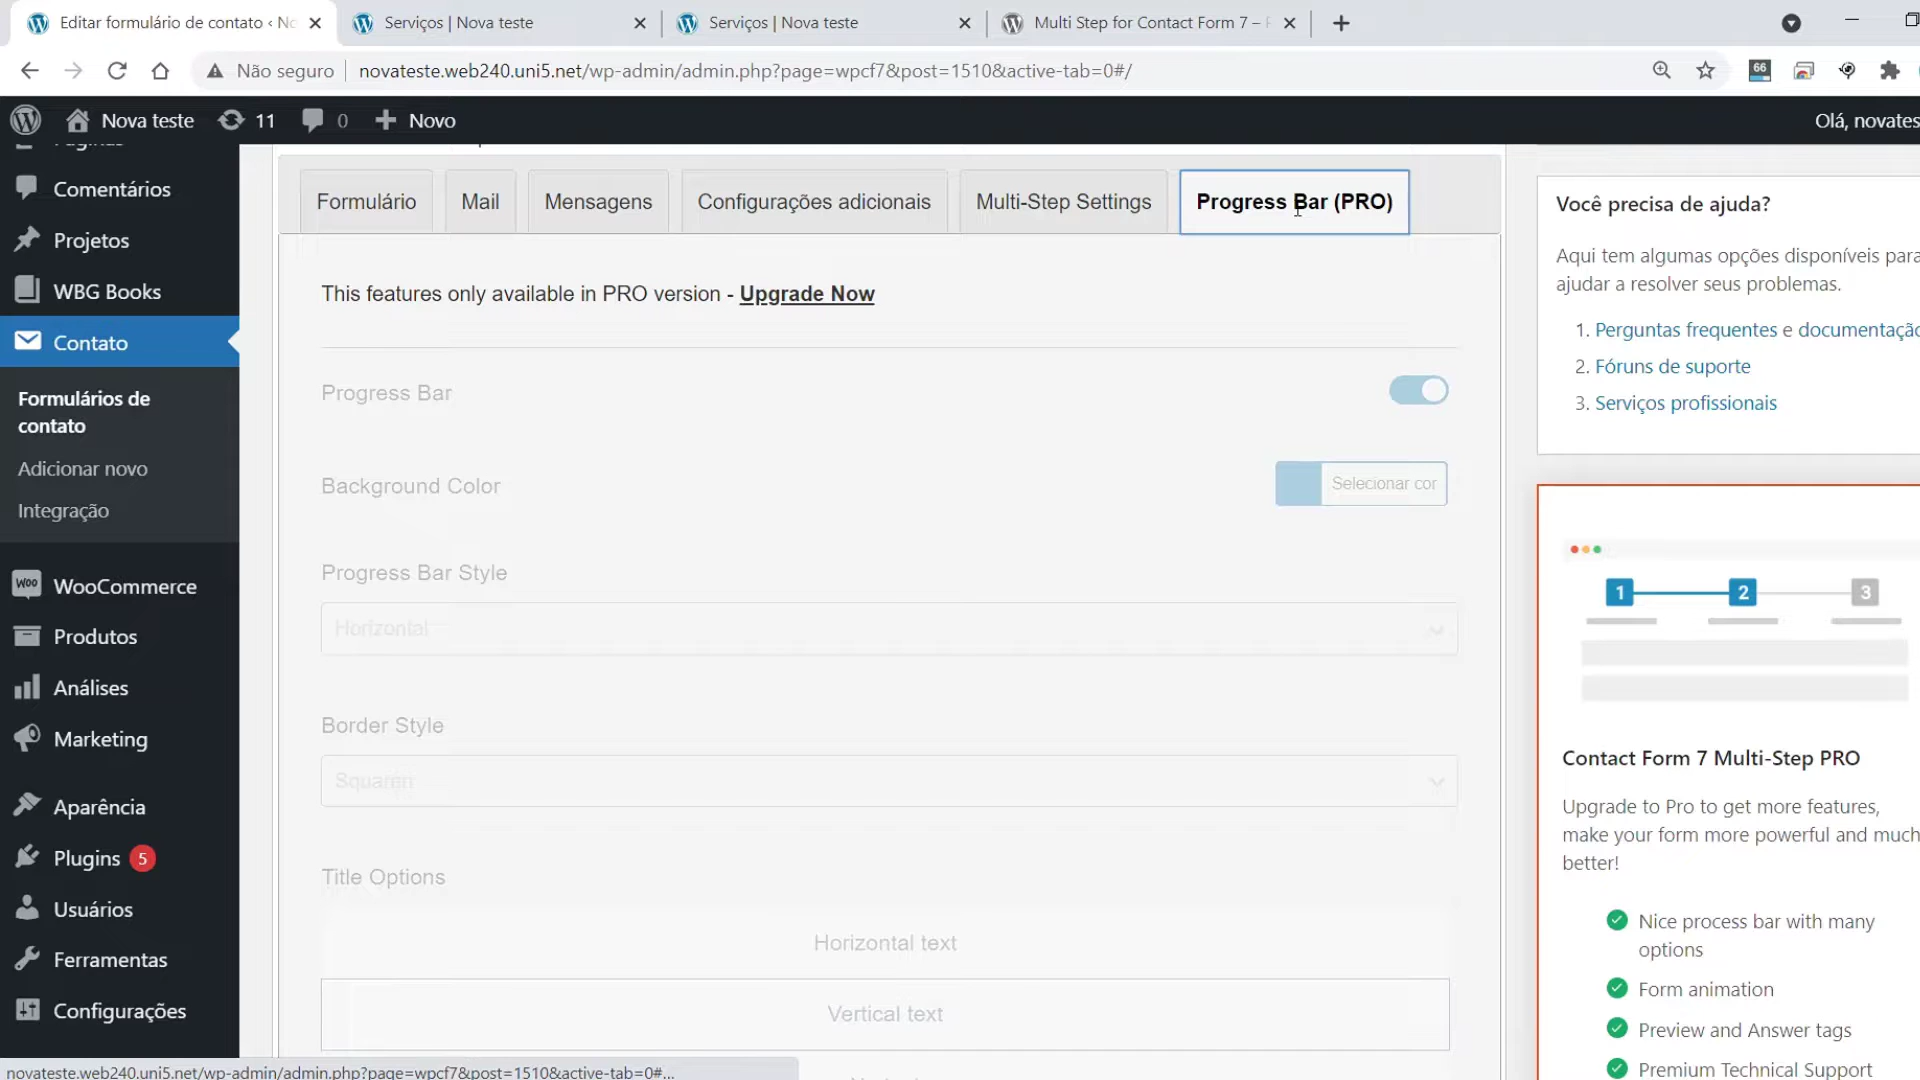 Editar formulário de contato ‹ No
Serviços | Nova teste
Serviços | Nova teste
Multi Step for Contact Form 7 –
Não seguro
novateste.web240.uni5.net/wp-admin/admin.php?page=wpcf7&post=1510&active-tab=0#/
66
Nova teste
11
0
Novo
Olá, novates
Comentários
Projetos
WBG Books
Contato
Formulários de
contato
Adicionar novo
Integração
WOO
WooCommerce
Produtos
Análises
Marketing
Aparência
Plugins 5
Usuários
Ferramentas
Configurações
Formulário
Mail
Mensagens
Configurações adicionais
Multi-Step Settings
Progress Bar (PRO)
This features only available in PRO version - Upgrade Now
Progress Bar
Background Color
Selecionar cor
Progress Bar Style
Horizontal
Border Style
Title Options
Horizontal text
Vertical text
Você precisa de ajuda?
Aqui tem algumas opções disponíveis para
ajudar a resolver seus problemas.
1. Perguntas frequentes e documentaçã
2. Fóruns de suporte
3. Serviços profissionais
1
2
3
Contact Form 7 Multi-Step PRO
Upgrade to Pro to get more features,
make your form more powerful and much
better!
Nice process bar with many
options
Form animation
Preview and Answer tags
Premium Technical Support
novateste.web240.uni5.net/wp-admin/admin.php?page=wpcf7&post=1510&active-tab=0#...